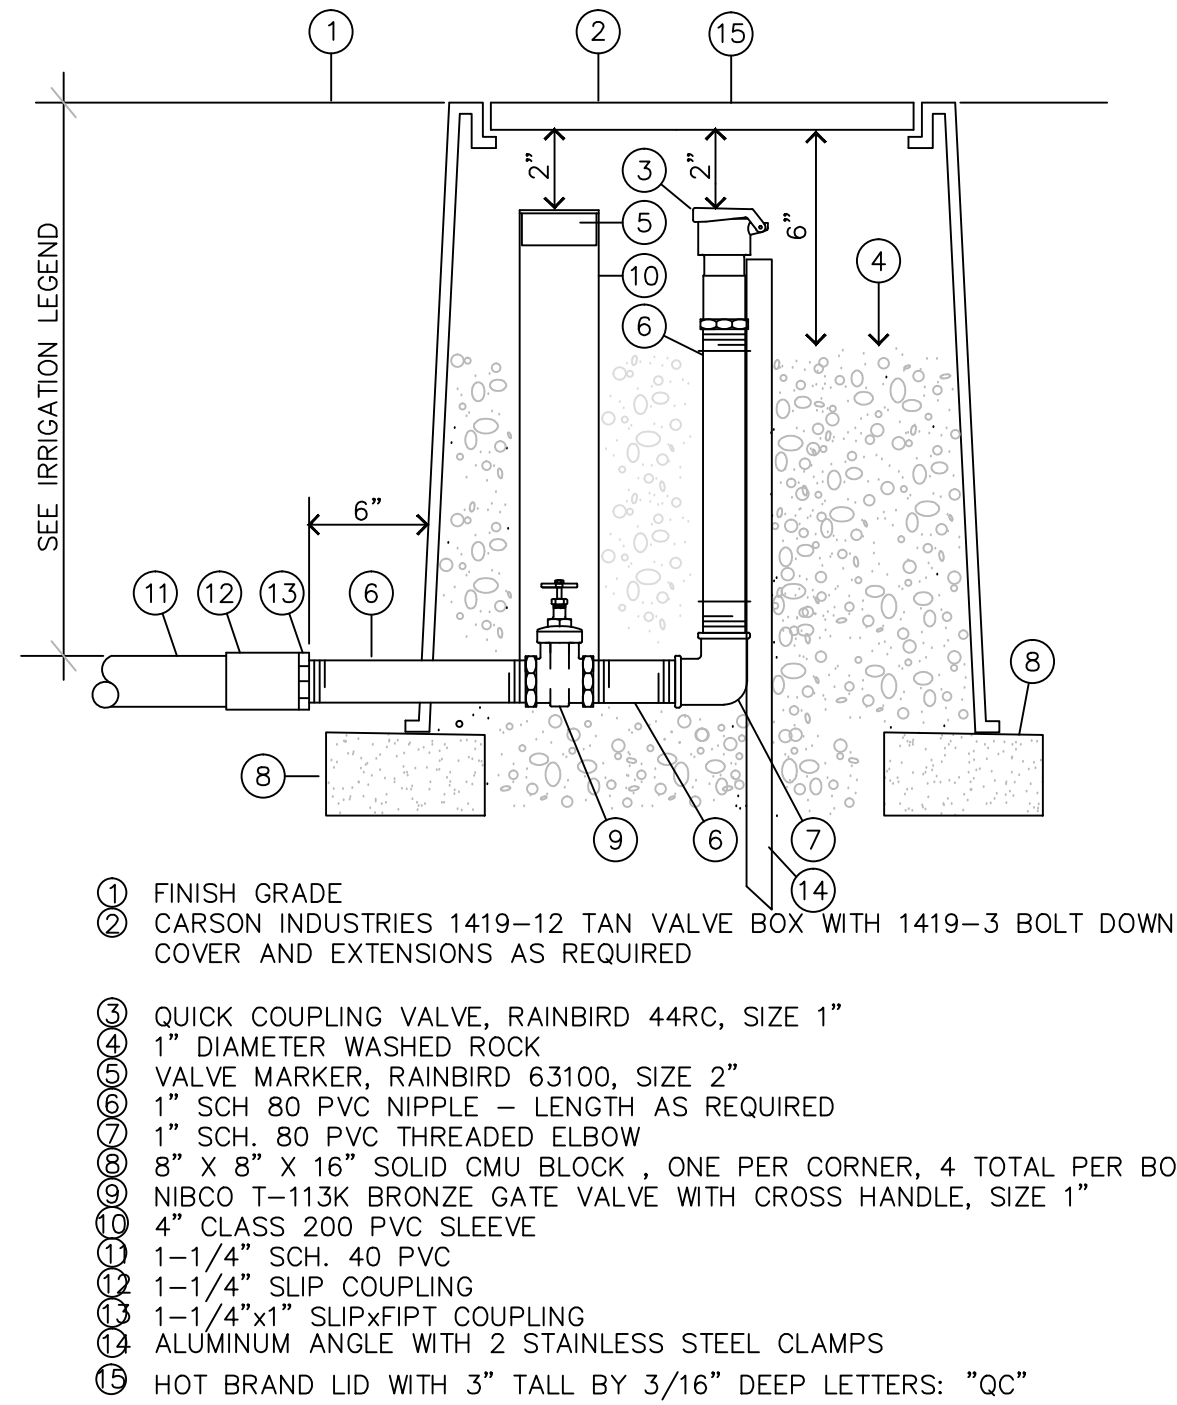 1 2 15
2" 2"
3
5
6"
4
10
6
SEE IRRIGATION LEGEND
6"
11 12 13 6
8
8
9 6 7
14
1 FINISH GRADE
2 CARSON INDUSTRIES 1419-12 TAN VALVE BOX WITH 1419-3 BOLT DOWN
COVER AND EXTENSIONS AS REQUIRED
3 QUICK COUPLING VALVE, RAINBIRD 44RC, SIZE 1"
4 1" DIAMETER WASHED ROCK
5 VALVE MARKER, RAINBIRD 63100, SIZE 2"
6 1" SCH 80 PVC NIPPLE - LENGTH AS REQUIRED
7 1" SCH. 80 PVC THREADED ELBOW
8 8" X 8" X 16" SOLID CMU BLOCK , ONE PER CORNER, 4 TOTAL PER BO
9 NIBCO T-113K BRONZE GATE VALVE WITH CROSS HANDLE, SIZE 1"
10 4" CLASS 200 PVC SLEEVE
11 1-1/4" SCH. 40 PVC
12 1-1/4" SLIP COUPLING
13 1-1/4"x1" SLIPxFIPT COUPLING
14 ALUMINUM ANGLE WITH 2 STAINLESS STEEL CLAMPS
15 HOT BRAND LID WITH 3" TALL BY 3/16" DEEP LETTERS: "QC"